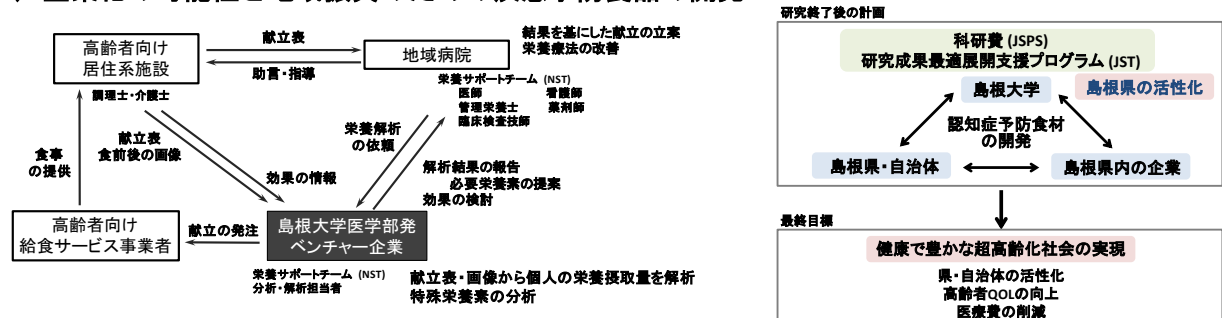 高齢者向け
居住系施設
調理士・介護士
献立表
助言・指導
地域病院
結果を基にした献立の立案
栄養療法の改善
栄養サポートチーム (NST)
医師 看護師
管理栄養士 薬剤師
臨床検査技師
食事
の提供
献立表
食前後の画像
効果の情報
栄養解析
の依頼
解析結果の報告
必要栄養素の提案
効果の検討
高齢者向け
給食サービス事業者
献立の発注
島根大学医学部発
ベンチャー企業
栄養サポートチーム (NST)
分析・解析担当者
献立表・画像から個人の栄養摂取量を解析
特殊栄養素の分析
研究終了後の計画
科研費 (JSPS)
研究成果最適展開支援プログラム (JST)
島根大学
島根県の活性化
認知症予防食材
の開発
島根県・自治体
島根県内の企業
最終目標
健康で豊かな超高齢化社会の実現
県・自治体の活性化
高齢者QOLの向上
医療費の削減